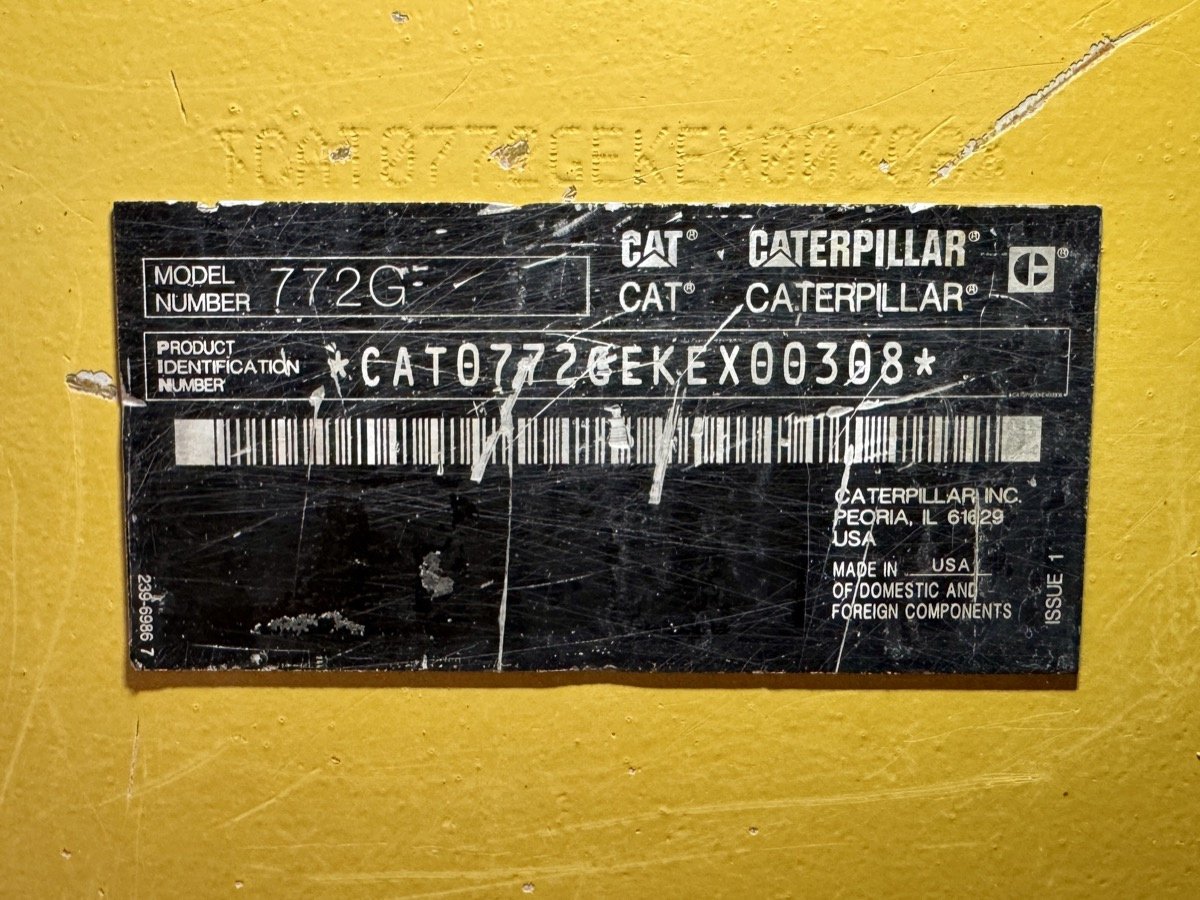 CAT0772GEKEX00308
CAT® CATERPILLAR®
CAT® CATERPILLAR®
MODEL NUMBER 772G
PRODUCT
IDENTIFICATION
NUMBER
*CAT0772GEKEX00308*
CATERPILLAR INC.
PEORIA, IL 61629
USA
MADE IN USA
OF DOMESTIC AND
FOREIGN COMPONENTS
239-6986 7
ISSUE 1